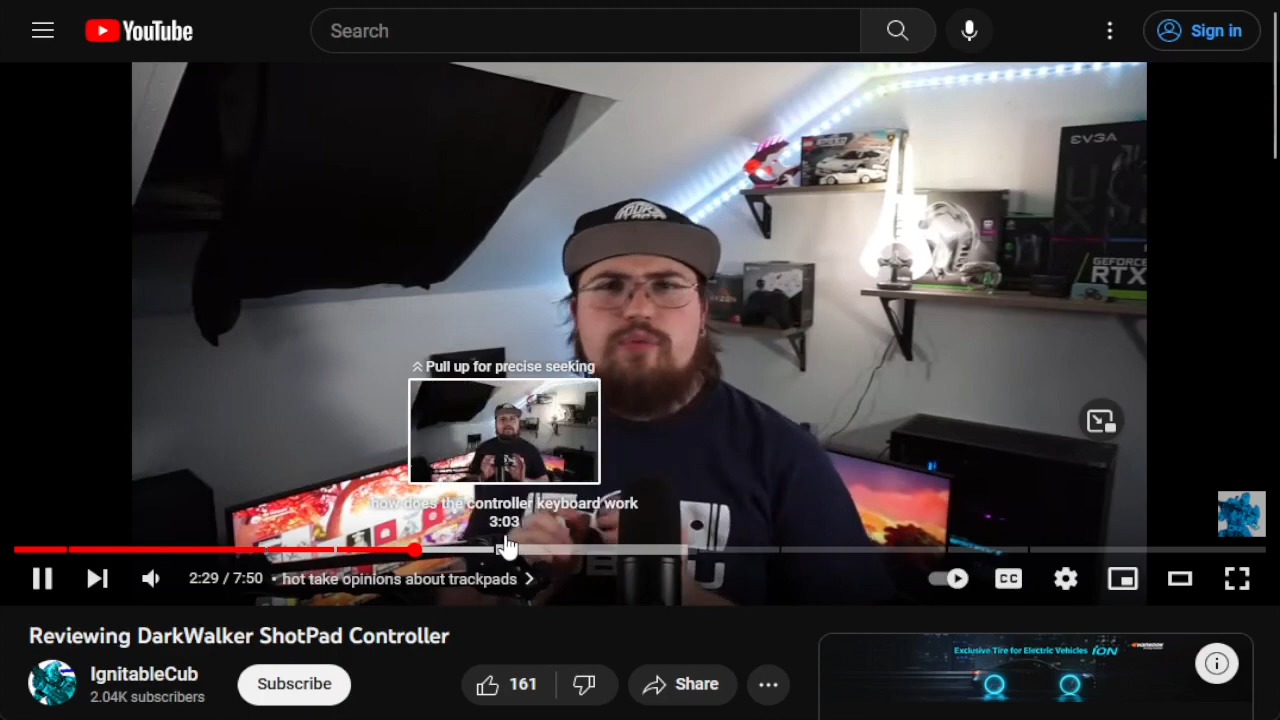 YouTube
Search
Sign in
EVGA
GEFORCE
RTX
RYZEN
Pull up for precise seeking
how does the controller keyboard work
3:03
2:29 / 7:50 • hot take opinions about trackpads
CC
Reviewing DarkWalker ShotPad Controller
IgnitableCub
2.04K subscribers
Subscribe
161
Share
Exclusive Tire for Electric Vehicles iON